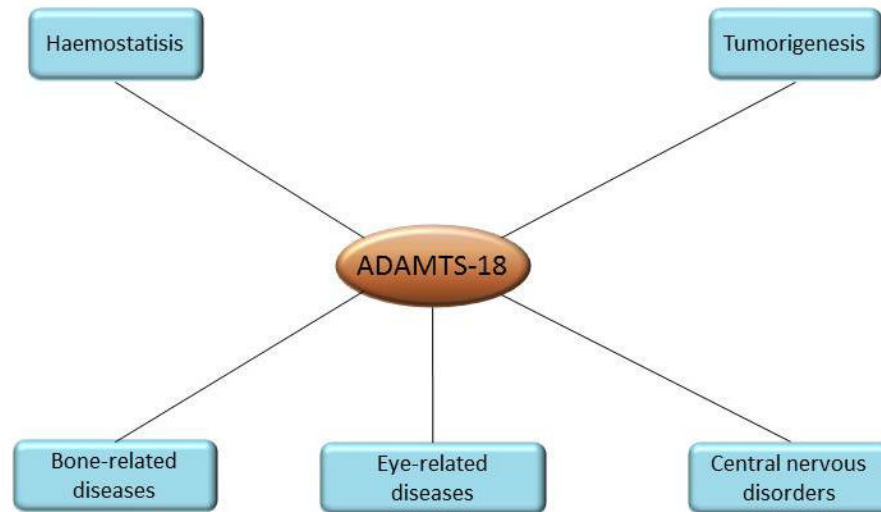 Haemostatisis
Tumorigenesis
ADAMTS-18
Bone-related
diseases
Eye-related
diseases
Central nervous
disorders